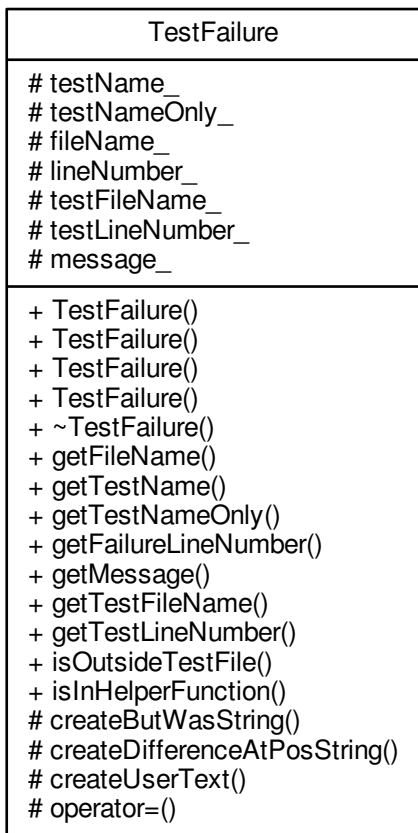 TestFailure
# testName_
# testNameOnly_
# fileName_
# lineNumber_
# testFileName_
# testLineNumber_
# message_
+ TestFailure()
+ TestFailure()
+ TestFailure()
+ TestFailure()
+ ~TestFailure()
+ getFileName()
+ getTestName()
+ getTestNameOnly()
+ getFailureLineNumber()
+ getMessage()
+ getTestFileName()
+ getTestLineNumber()
+ isOutsideTestFile()
+ isInHelperFunction()
# createButWasString()
# createDifferenceAtPosString()
# createUserText()
# operator=()